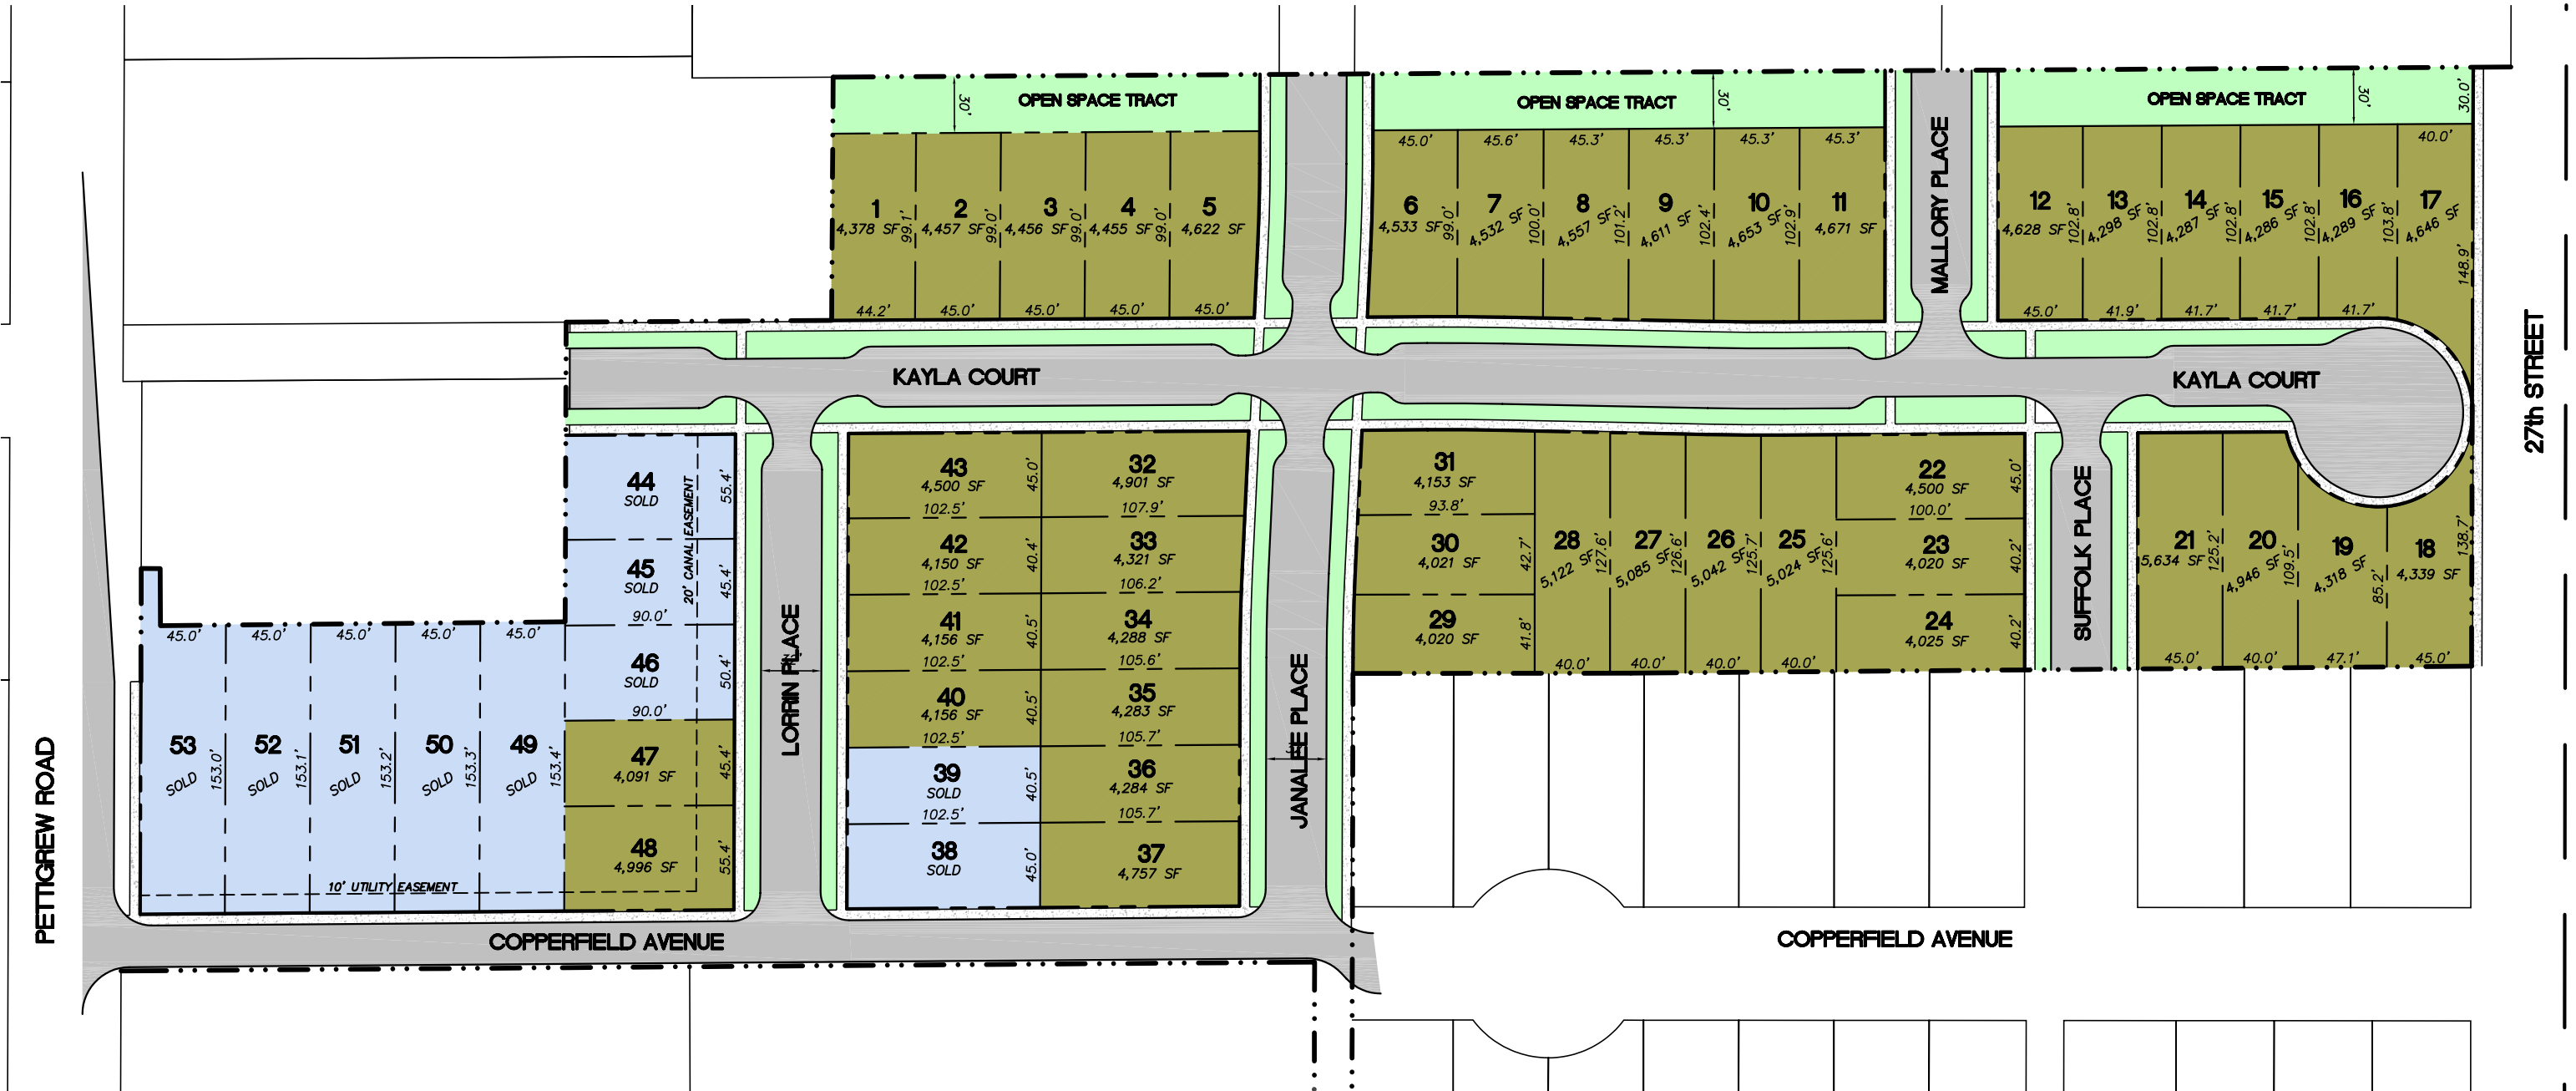 OPEN SPACE TRACT
30'
OPEN SPACE TRACT
30'
OPEN SPACE TRACT
30'
30.0'
1
4,378 SF
99.1'
44.2'
2
4,457 SF
99.0'
45.0'
3
4,456 SF
99.0'
45.0'
4
4,455 SF
99.0'
45.0'
5
4,622 SF
45.0'
45.0'
6
4,533 SF
99.0'
45.6'
7
4,532 SF
100.0'
45.3'
8
4,557 SF
101.2'
45.3'
9
4,611 SF
102.4'
45.3'
10
4,653 SF
102.9'
45.3'
11
4,671 SF
MALLORY PLACE
12
4,628 SF
102.8'
45.0'
13
4,298 SF
102.8'
41.9'
14
4,287 SF
102.8'
41.7'
15
4,286 SF
102.8'
41.7'
16
4,289 SF
103.8'
41.7'
40.0'
17
4,646 SF
148.9'
27th STREET
KAYLA COURT
KAYLA COURT
44
SOLD
55.4'
20' CANAL EASEMENT
45
SOLD
45.4'
90.0'
46
SOLD
50.4'
90.0'
47
4,091 SF
45.4'
48
4,996 SF
55.4'
LORRIN PLACE
43
4,500 SF
45.0'
102.5'
42
4,150 SF
40.4'
102.5'
41
4,156 SF
40.5'
102.5'
40
4,156 SF
40.5'
102.5'
39
SOLD
40.5'
102.5'
38
SOLD
45.0'
32
4,901 SF
107.9'
33
4,321 SF
106.2'
34
4,288 SF
105.6'
35
4,283 SF
105.7'
36
4,284 SF
105.7'
37
4,757 SF
JANALEE PLACE
31
4,153 SF
93.8'
30
4,021 SF
42.7'
29
4,020 SF
41.8'
28
5,122 SF
127.6'
40.0'
27
5,085 SF
126.6'
40.0'
26
5,042 SF
125.7'
40.0'
25
5,024 SF
125.6'
40.0'
22
4,500 SF
45.0'
100.0'
23
4,020 SF
40.2'
24
4,025 SF
40.2'
SUFFOLK PLACE
21
5,634 SF
125.2'
45.0'
20
4,946 SF
109.5'
40.0'
19
4,318 SF
85.2'
47.1'
18
4,339 SF
138.7'
45.0'
45.0'
45.0'
45.0'
45.0'
45.0'
53
SOLD
153.0'
52
SOLD
153.1'
51
SOLD
153.2'
50
SOLD
153.3'
49
SOLD
153.4'
10' UTILITY EASEMENT
PETTIGREW ROAD
COPPERFIELD AVENUE
COPPERFIELD AVENUE